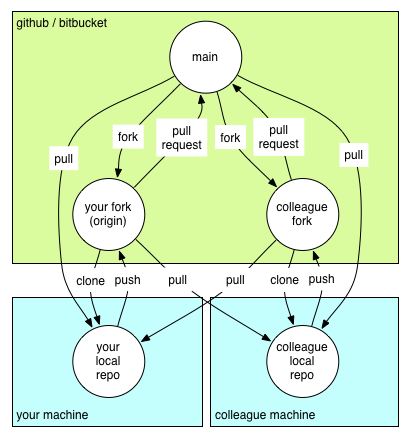 github / bitbucket
main
fork
pull
request
fork
pull
request
pull
pull
your fork
(origin)
colleague
fork
clone
push
pull
pull
clone
push
your
local
repo
colleague
local
repo
your machine
colleague machine